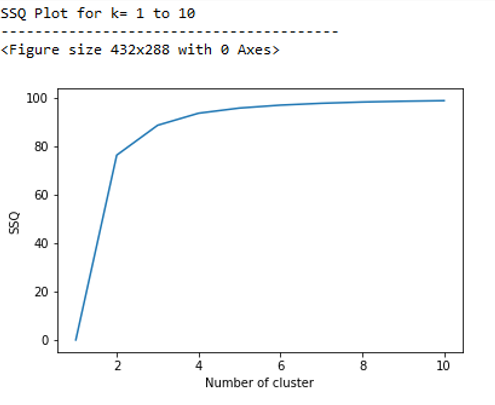 SSQ Plot for k= 1 to 10
----------------------------------------
<Figure size 432x288 with 0 Axes>
100
80
60
40
20
0
SSQ
2 4 6 8 10
Number of cluster